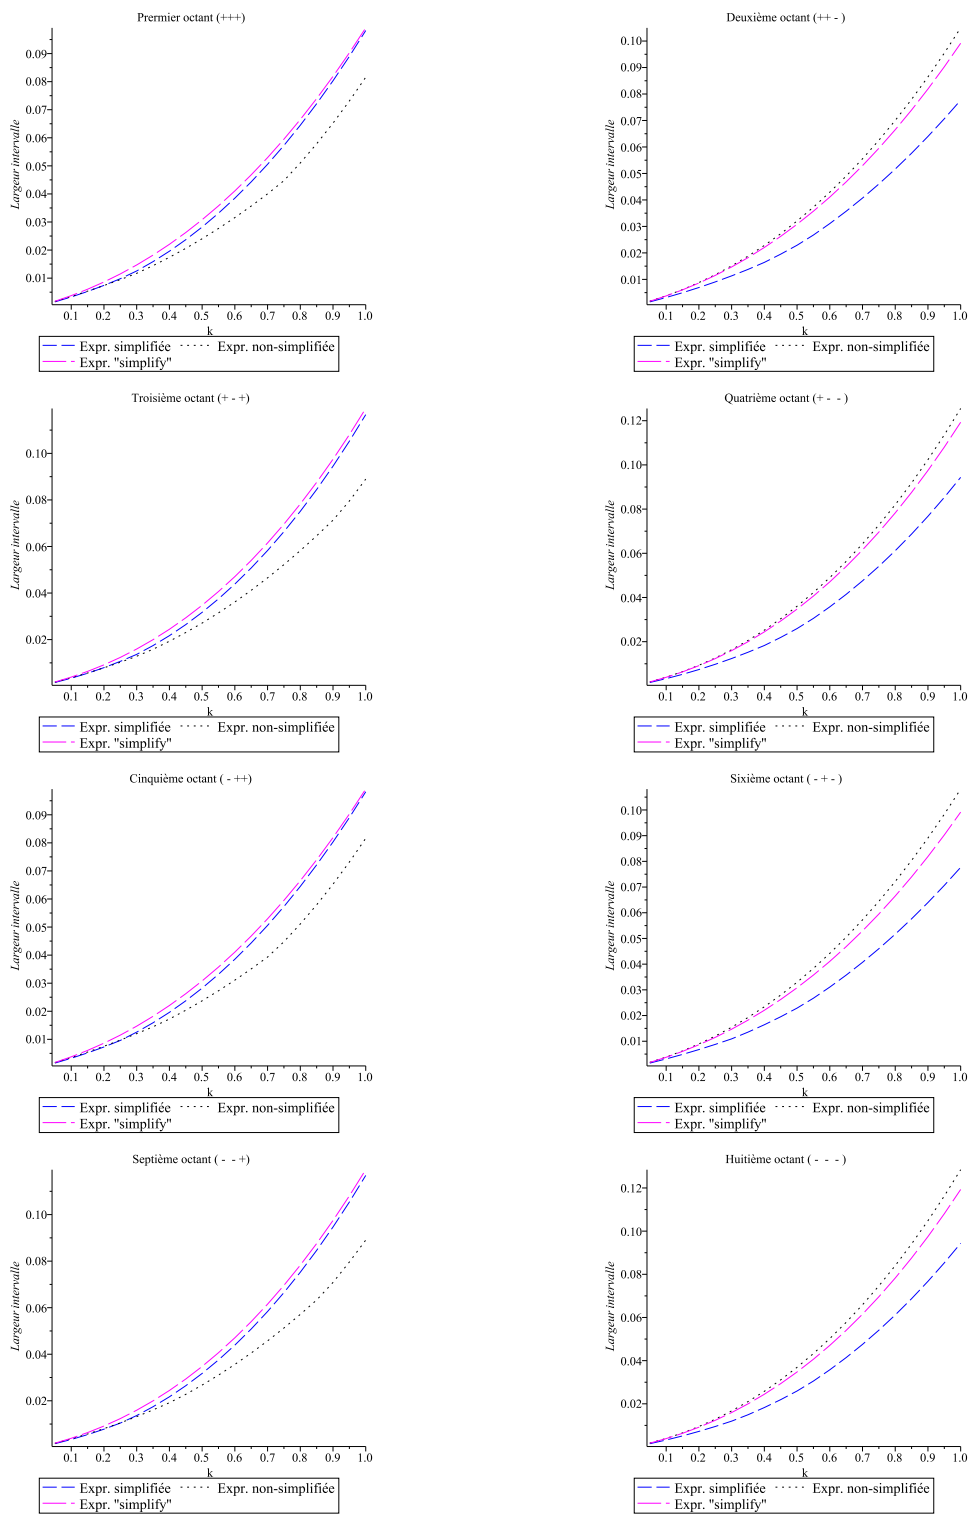 Prermier octant (+++)
0.09
0.08
0.07
0.06
0.05
0.04
0.03
0.02
0.01
Largeur intervalle
0.1 0.2 0.3 0.4 0.5 0.6 0.7 0.8 0.9 1.0
k
Expr. simplifiée Expr. non-simplifiée
Expr. "simplify"
Deuxième octant (++ - )
0.10
0.09
0.08
0.07
0.06
0.05
0.04
0.03
0.02
0.01
Largeur intervalle
0.1 0.2 0.3 0.4 0.5 0.6 0.7 0.8 0.9 1.0
k
Expr. simplifiée Expr. non-simplifiée
Expr. "simplify"
Troisième octant (+ - +)
0.10
0.08
0.06
0.04
0.02
Largeur intervalle
0.1 0.2 0.3 0.4 0.5 0.6 0.7 0.8 0.9 1.0
k
Expr. simplifiée Expr. non-simplifiée
Expr. "simplify"
Quatrième octant (+ - - )
0.12
0.10
0.08
0.06
0.04
0.02
Largeur intervalle
0.1 0.2 0.3 0.4 0.5 0.6 0.7 0.8 0.9 1.0
k
Expr. simplifiée Expr. non-simplifiée
Expr. "simplify"
Cinquième octant ( - ++)
0.09
0.08
0.07
0.06
0.05
0.04
0.03
0.02
0.01
Largeur intervalle
0.1 0.2 0.3 0.4 0.5 0.6 0.7 0.8 0.9 1.0
k
Expr. simplifiée Expr. non-simplifiée
Expr. "simplify"
Sixième octant ( - + - )
0.10
0.09
0.08
0.07
0.06
0.05
0.04
0.03
0.02
0.01
Largeur intervalle
0.1 0.2 0.3 0.4 0.5 0.6 0.7 0.8 0.9 1.0
k
Expr. simplifiée Expr. non-simplifiée
Expr. "simplify"
Septième octant ( - - +)
0.10
0.08
0.06
0.04
0.02
Largeur intervalle
0.1 0.2 0.3 0.4 0.5 0.6 0.7 0.8 0.9 1.0
k
Expr. simplifiée Expr. non-simplifiée
Expr. "simplify"
Huitième octant ( - - - )
0.12
0.10
0.08
0.06
0.04
0.02
Largeur intervalle
0.1 0.2 0.3 0.4 0.5 0.6 0.7 0.8 0.9 1.0
k
Expr. simplifiée Expr. non-simplifiée
Expr. "simplify"